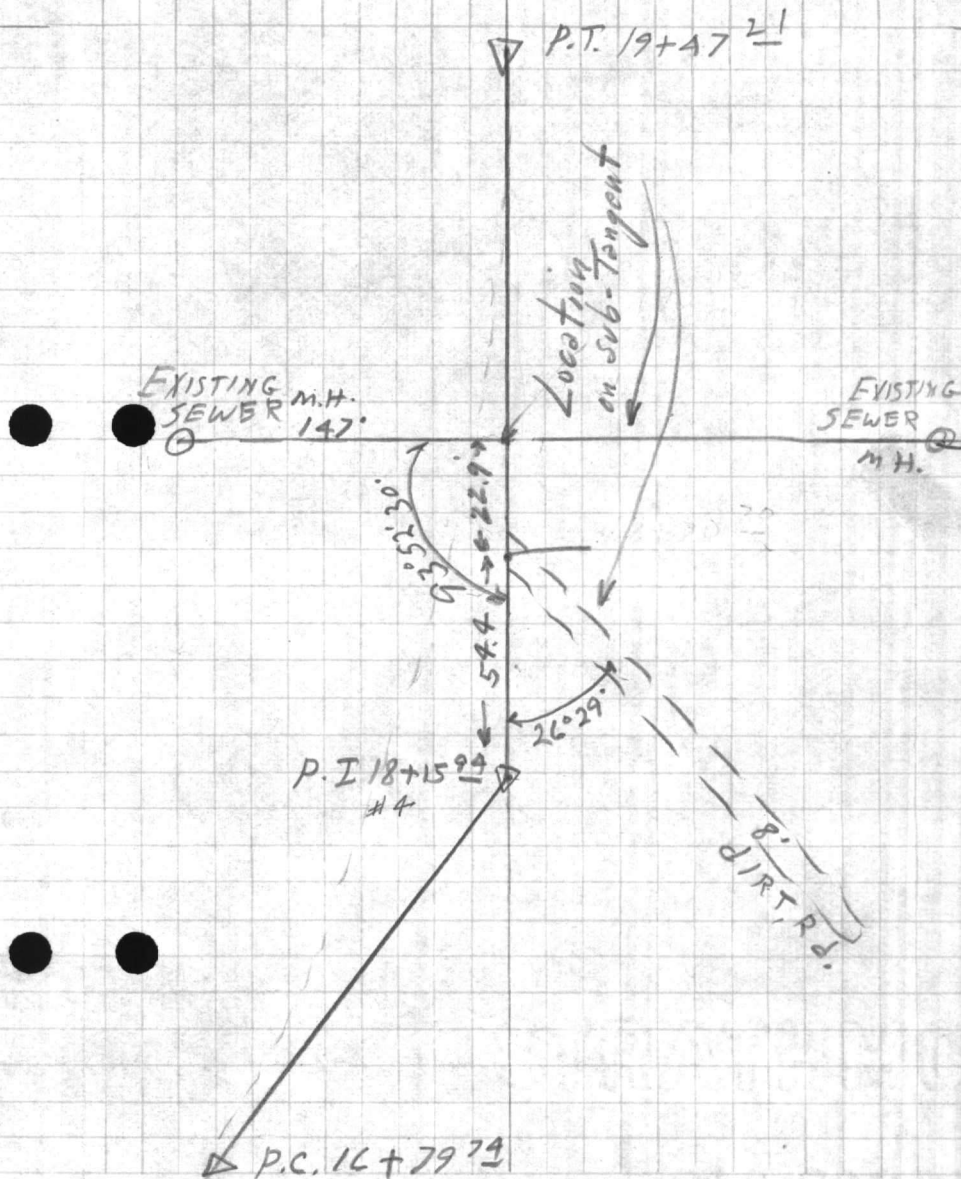 P.T. 19+47 21
Location
on Sub-Tangent
EXISTING
SEWER
M.H.
147'
EXISTING
SEWER
M H.
22.9'
93°52'30"
54.4
26°29'
P.I 18+15 94
#4
8'
dIRT, Rd.
P.C. 16+79 74